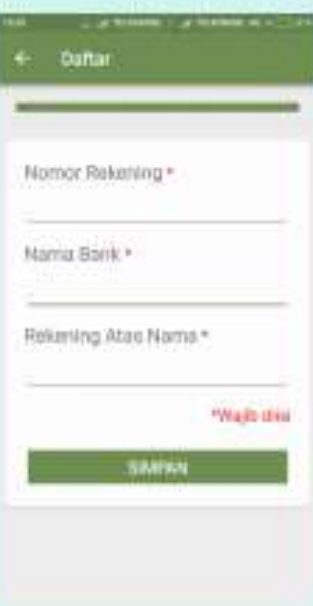 Daftar
Nomor Rekening *
Nama Bank *
Rekening Atas Nama *
*Wajib diisi
SIMPAN